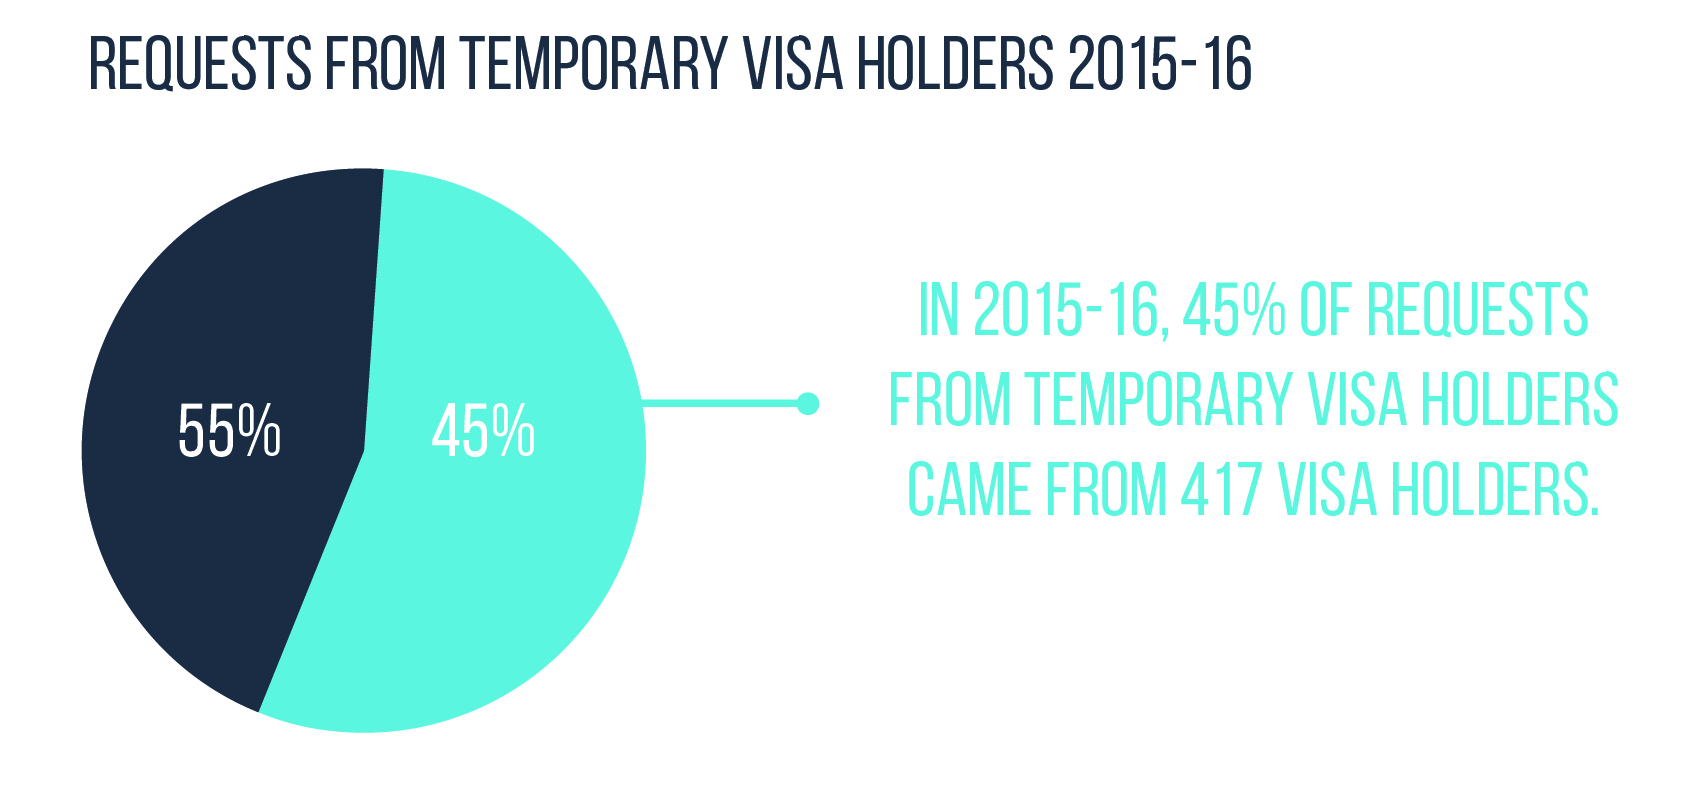 REQUESTS FROM TEMPORARY VISA HOLDERS 2015-16
55%
45%
IN 2015-16, 45% OF REQUESTS
FROM TEMPORARY VISA HOLDERS
CAME FROM 417 VISA HOLDERS.